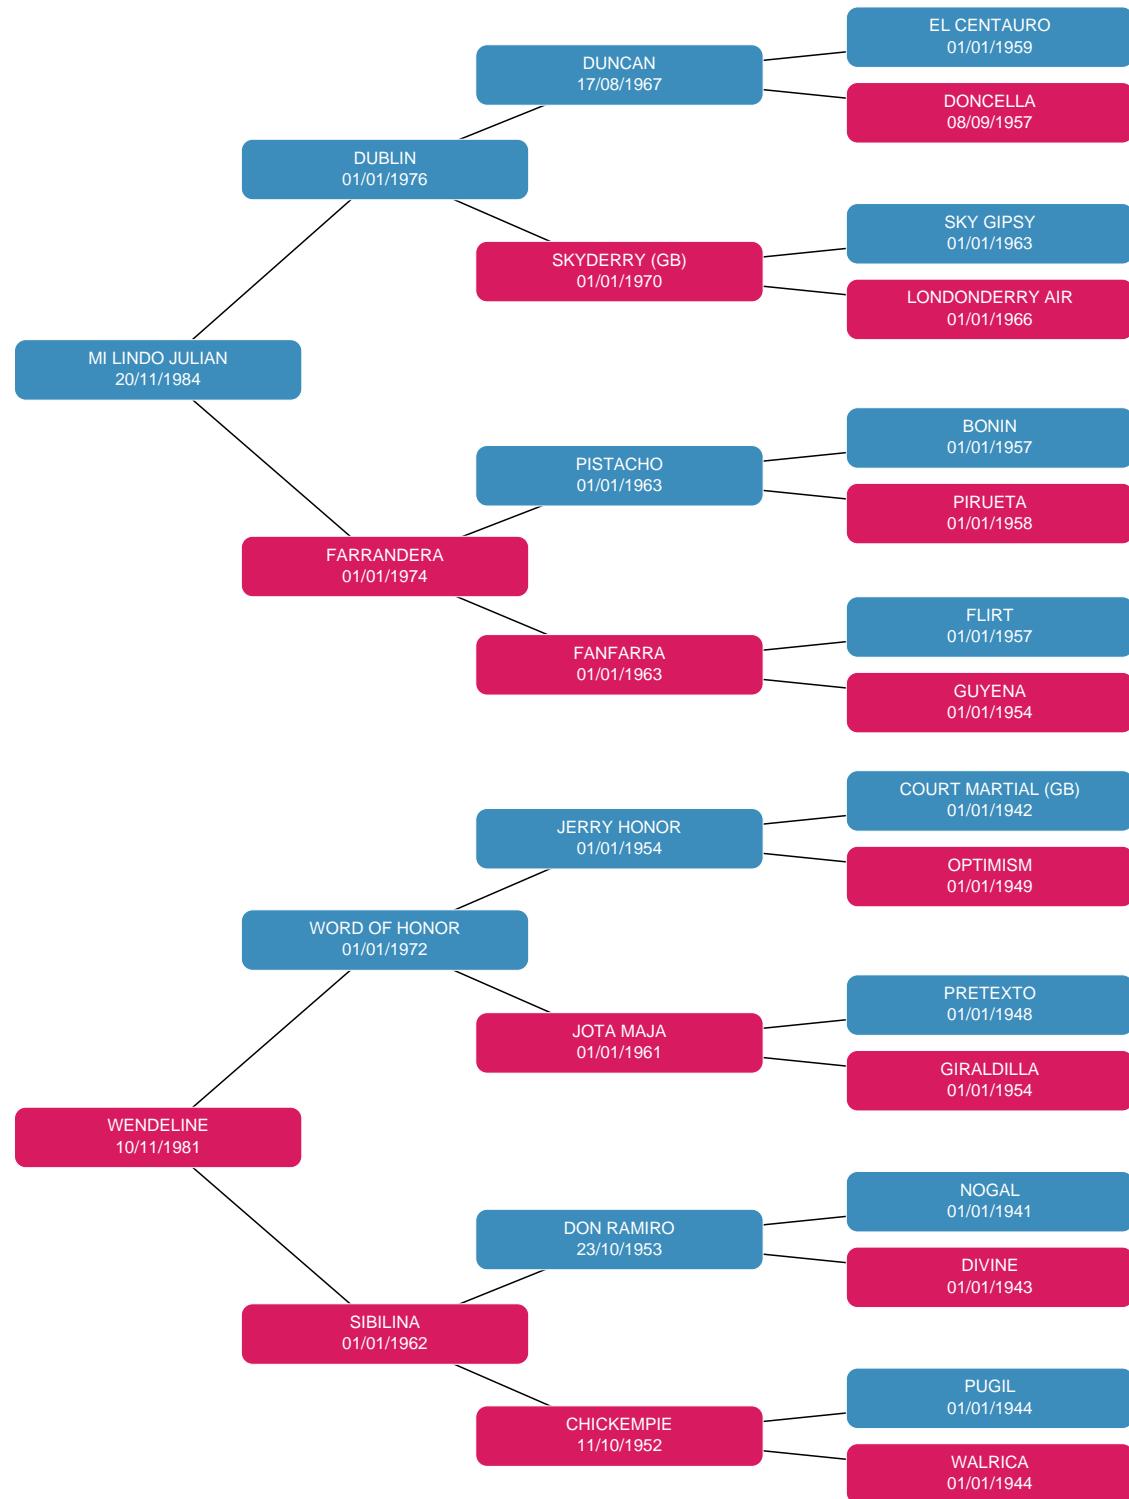 EL CENTAURO
01/01/1959
DUNCAN
17/08/1967
DONCELLA
08/09/1957
DUBLIN
01/01/1976
SKY GIPSY
01/01/1963
SKYDERRY (GB)
01/01/1970
LONDONDERRY AIR
01/01/1966
MI LINDO JULIAN
20/11/1984
BONIN
01/01/1957
PISTACHO
01/01/1963
PIRUETA
01/01/1958
FARRANDERA
01/01/1974
FLIRT
01/01/1957
FANFARRA
01/01/1963
GUYENA
01/01/1954
COURT MARTIAL (GB)
01/01/1942
JERRY HONOR
01/01/1954
OPTIMISM
01/01/1949
WORD OF HONOR
01/01/1972
PRETEXTO
01/01/1948
JOTA MAJA
01/01/1961
GIRALDILLA
01/01/1954
WENDELINE
10/11/1981
NOGAL
01/01/1941
DON RAMIRO
23/10/1953
DIVINE
01/01/1943
SIBILINA
01/01/1962
PUGIL
01/01/1944
CHICKEMPIE
11/10/1952
WALRICA
01/01/1944